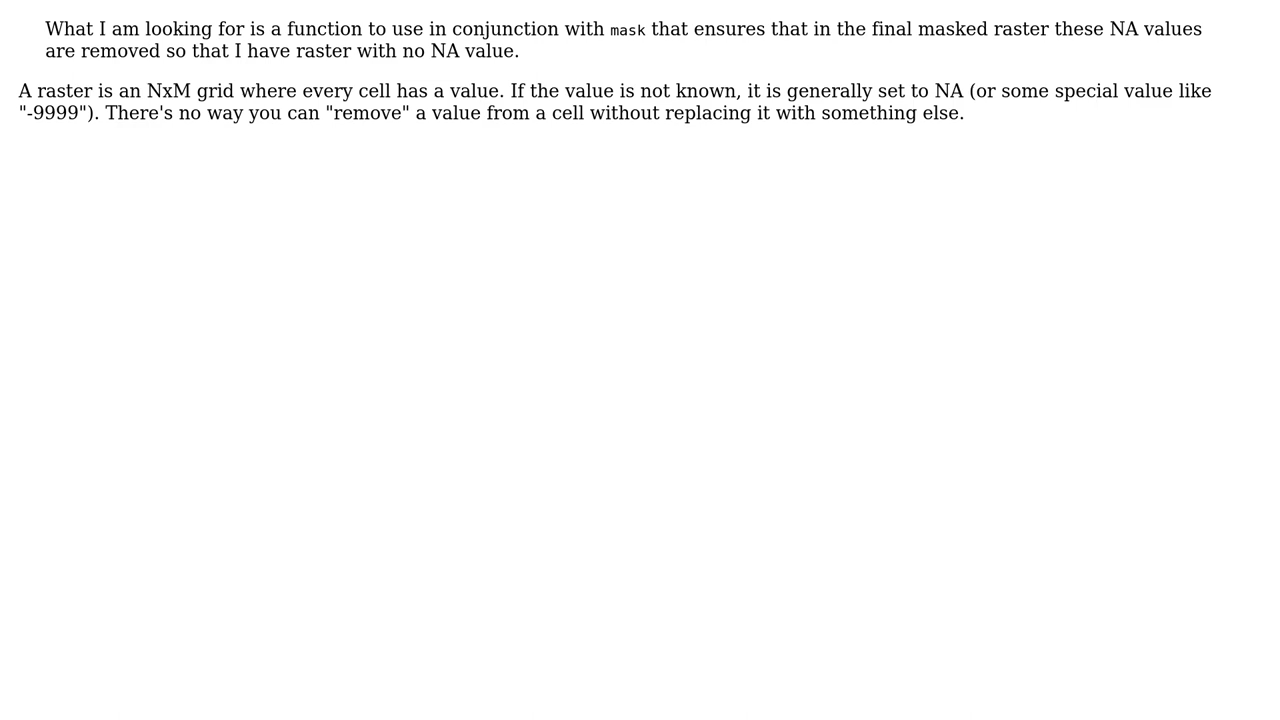 What I am looking for is a function to use in conjunction with mask that ensures that in the final masked raster these NA values
are removed so that I have raster with no NA value.
A raster is an NxM grid where every cell has a value. If the value is not known, it is generally set to NA (or some special value like
"-9999"). There's no way you can "remove" a value from a cell without replacing it with something else.